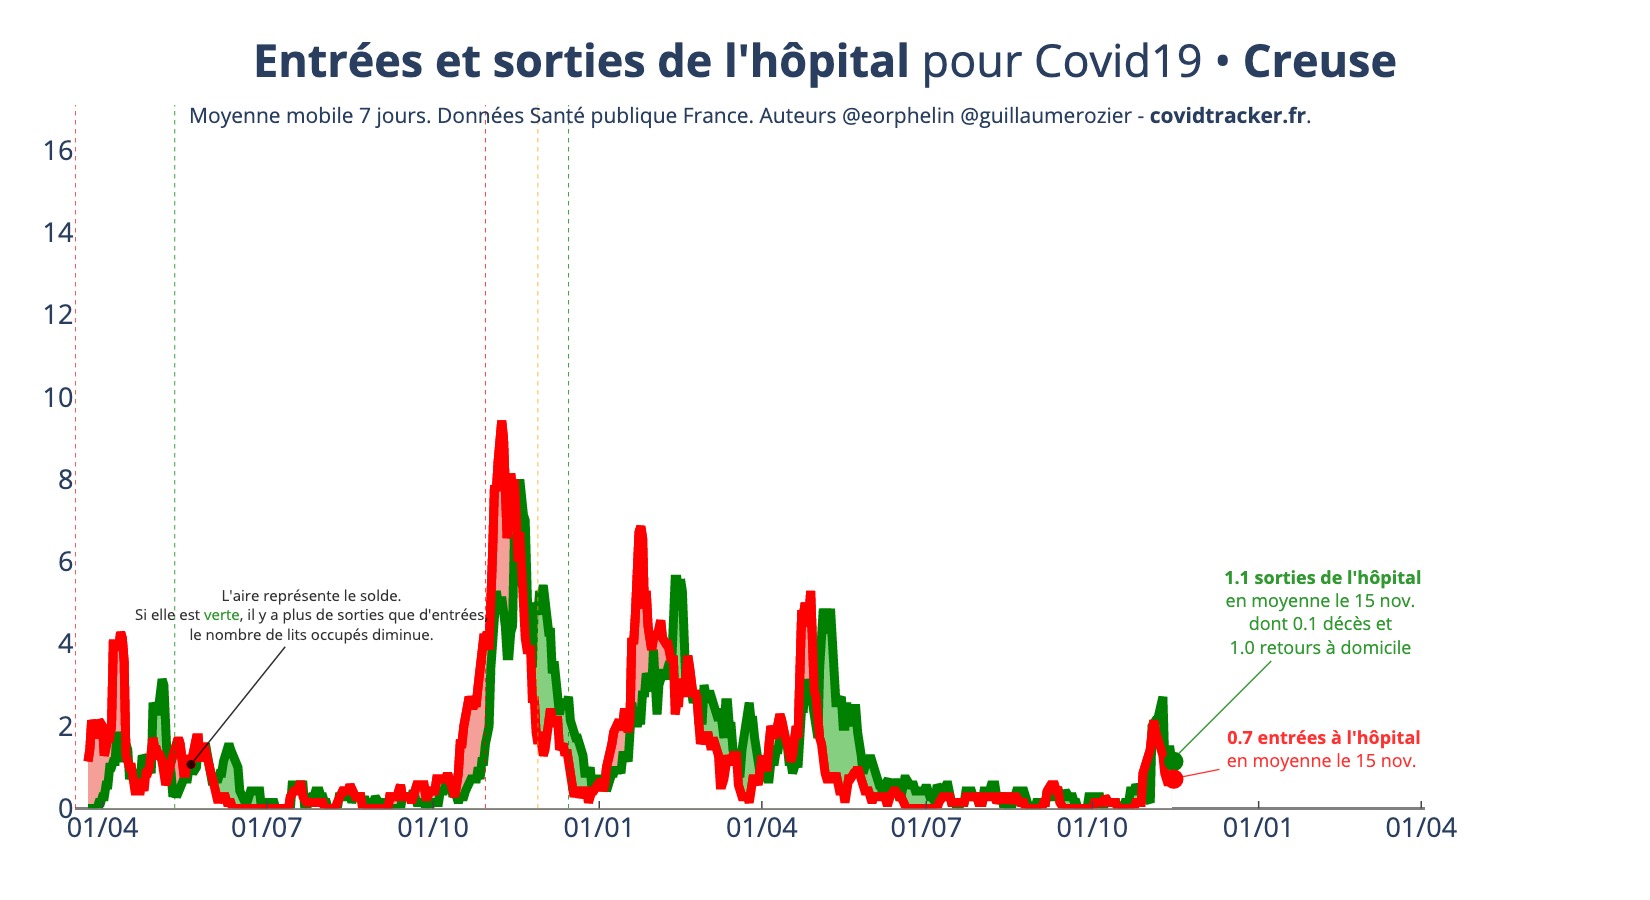 Entrées et sorties de l'hôpital pour Covid19 • Creuse
Moyenne mobile 7 jours. Données Santé publique France. Auteurs @eorphelin @guillaumerozier - covidtracker.fr.
16
14
12
10
8
6
4
2
0
L'aire représente le solde.
Si elle est verte, il y a plus de sorties que d'entrées,
le nombre de lits occupés diminue.
1.1 sorties de l'hôpital
en moyenne le 15 nov.
dont 0.1 décès et
1.0 retours à domicile
0.7 entrées à l'hôpital
en moyenne le 15 nov.
01/04 01/07 01/10 01/01 01/04 01/07 01/10 01/01 01/04